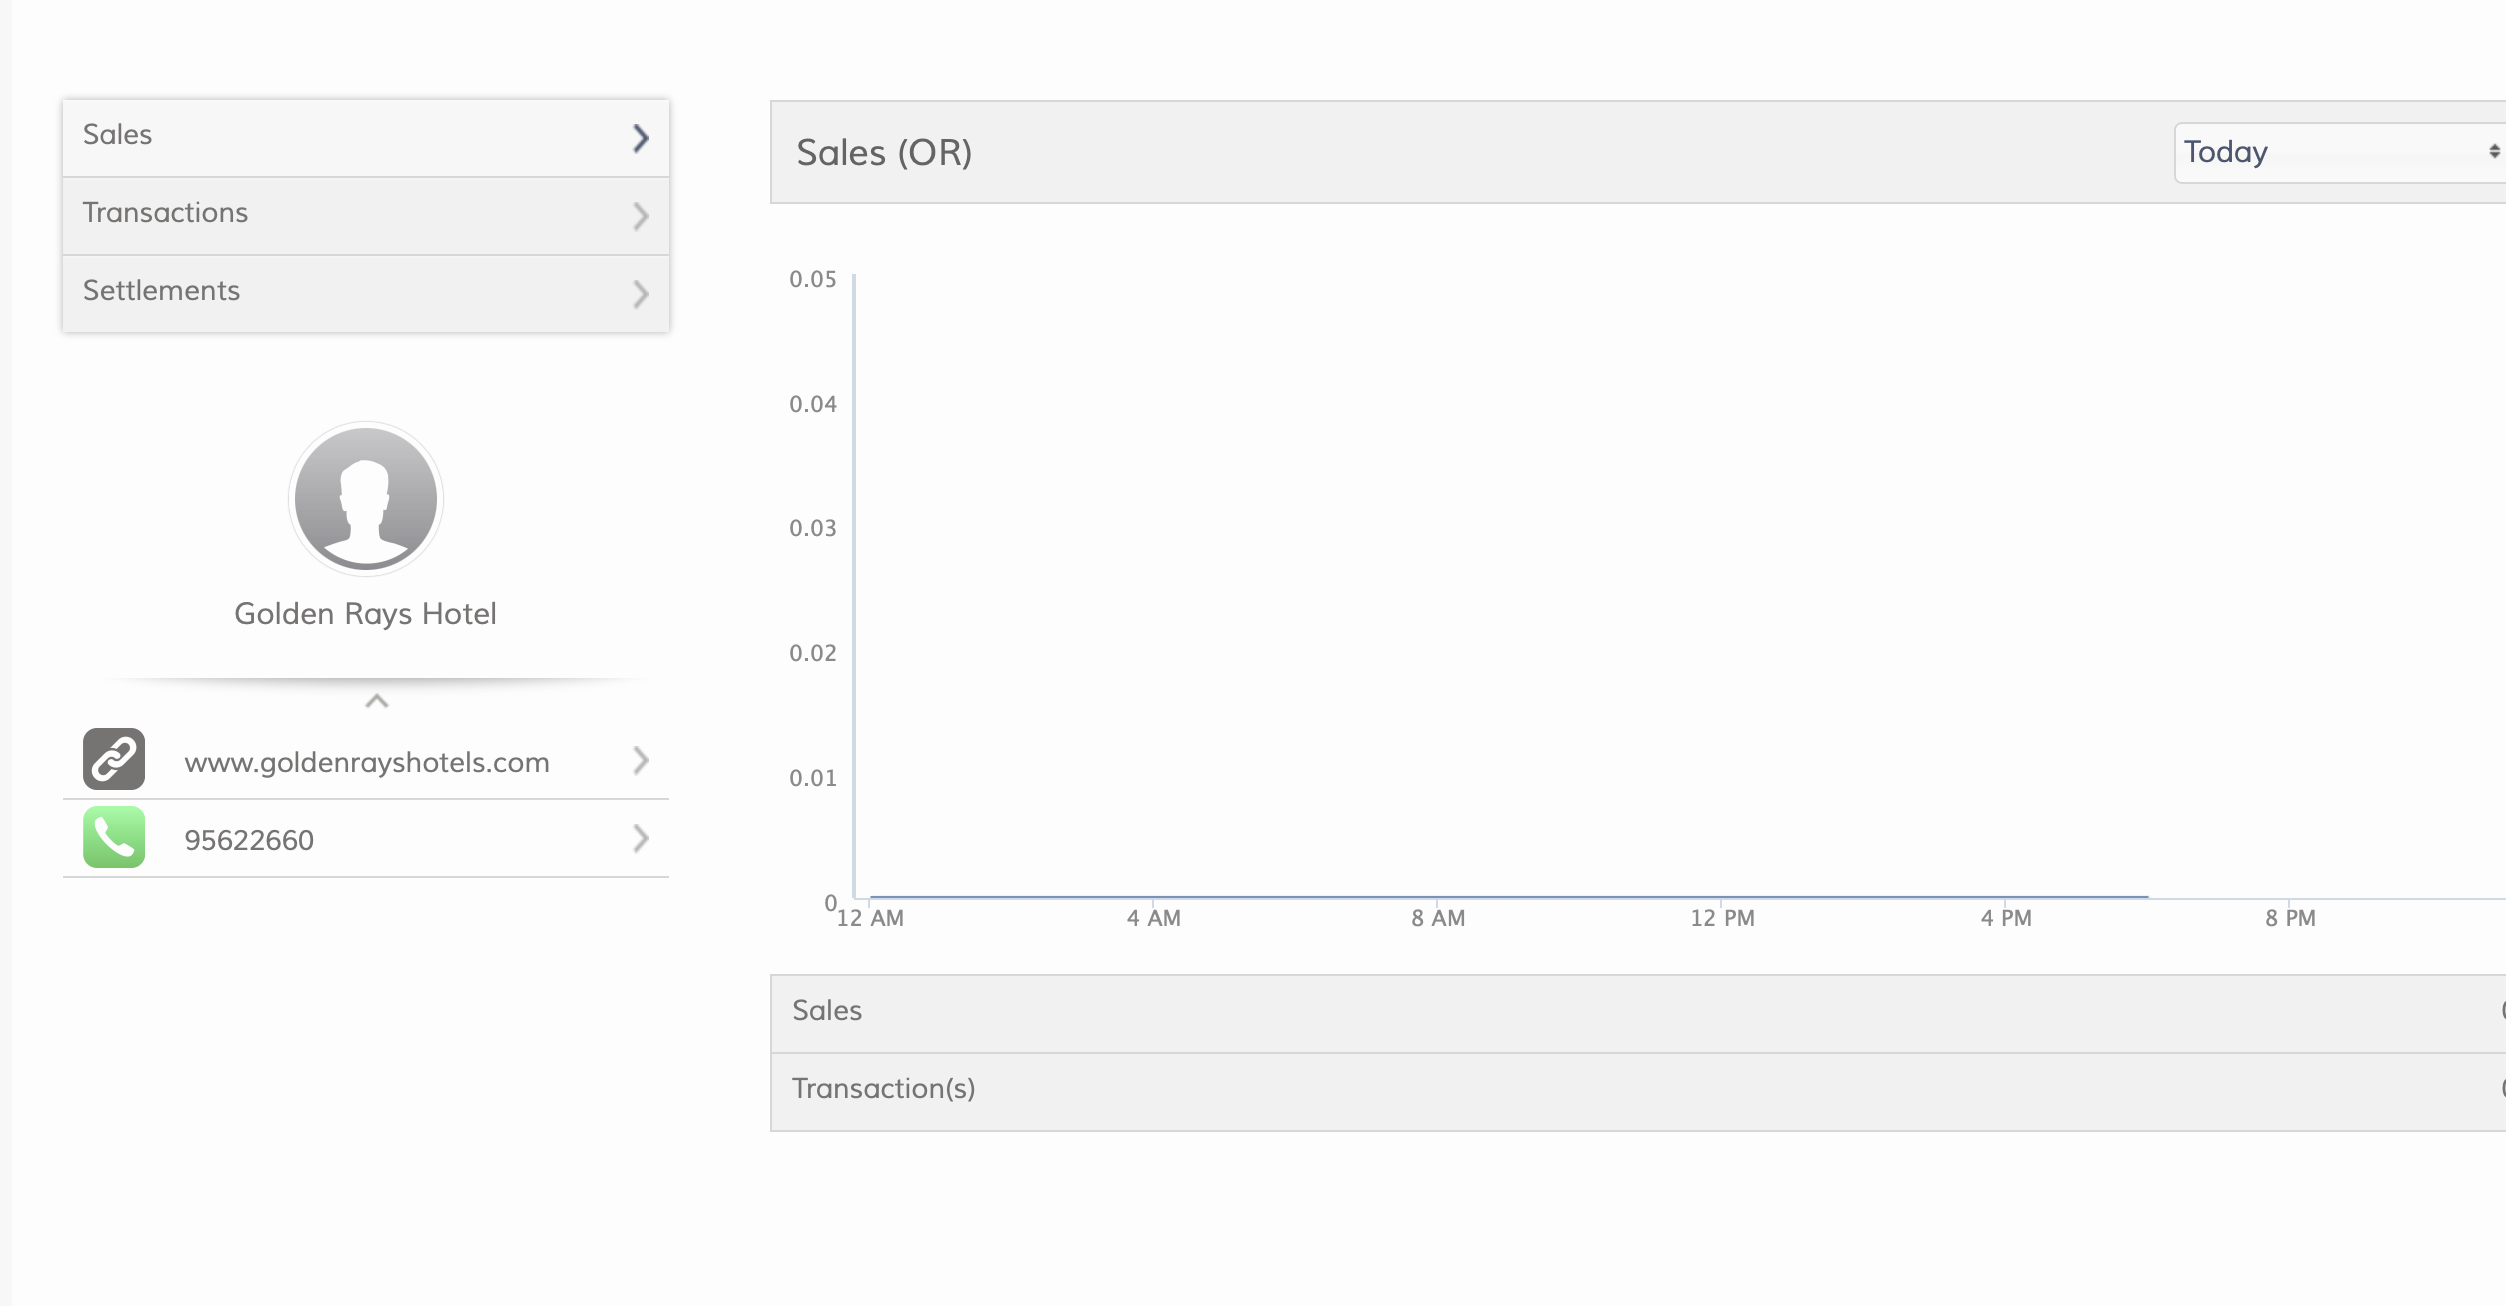 Sales
Transactions
Settlements
Golden Rays Hotel
www.goldenrayshotels.com
95622660
Sales (OR)
Today
0.05
0.04
0.03
0.02
0.01
0
12 AM 4 AM 8 AM 12 PM 4 PM 8 PM
Sales
Transaction(s)